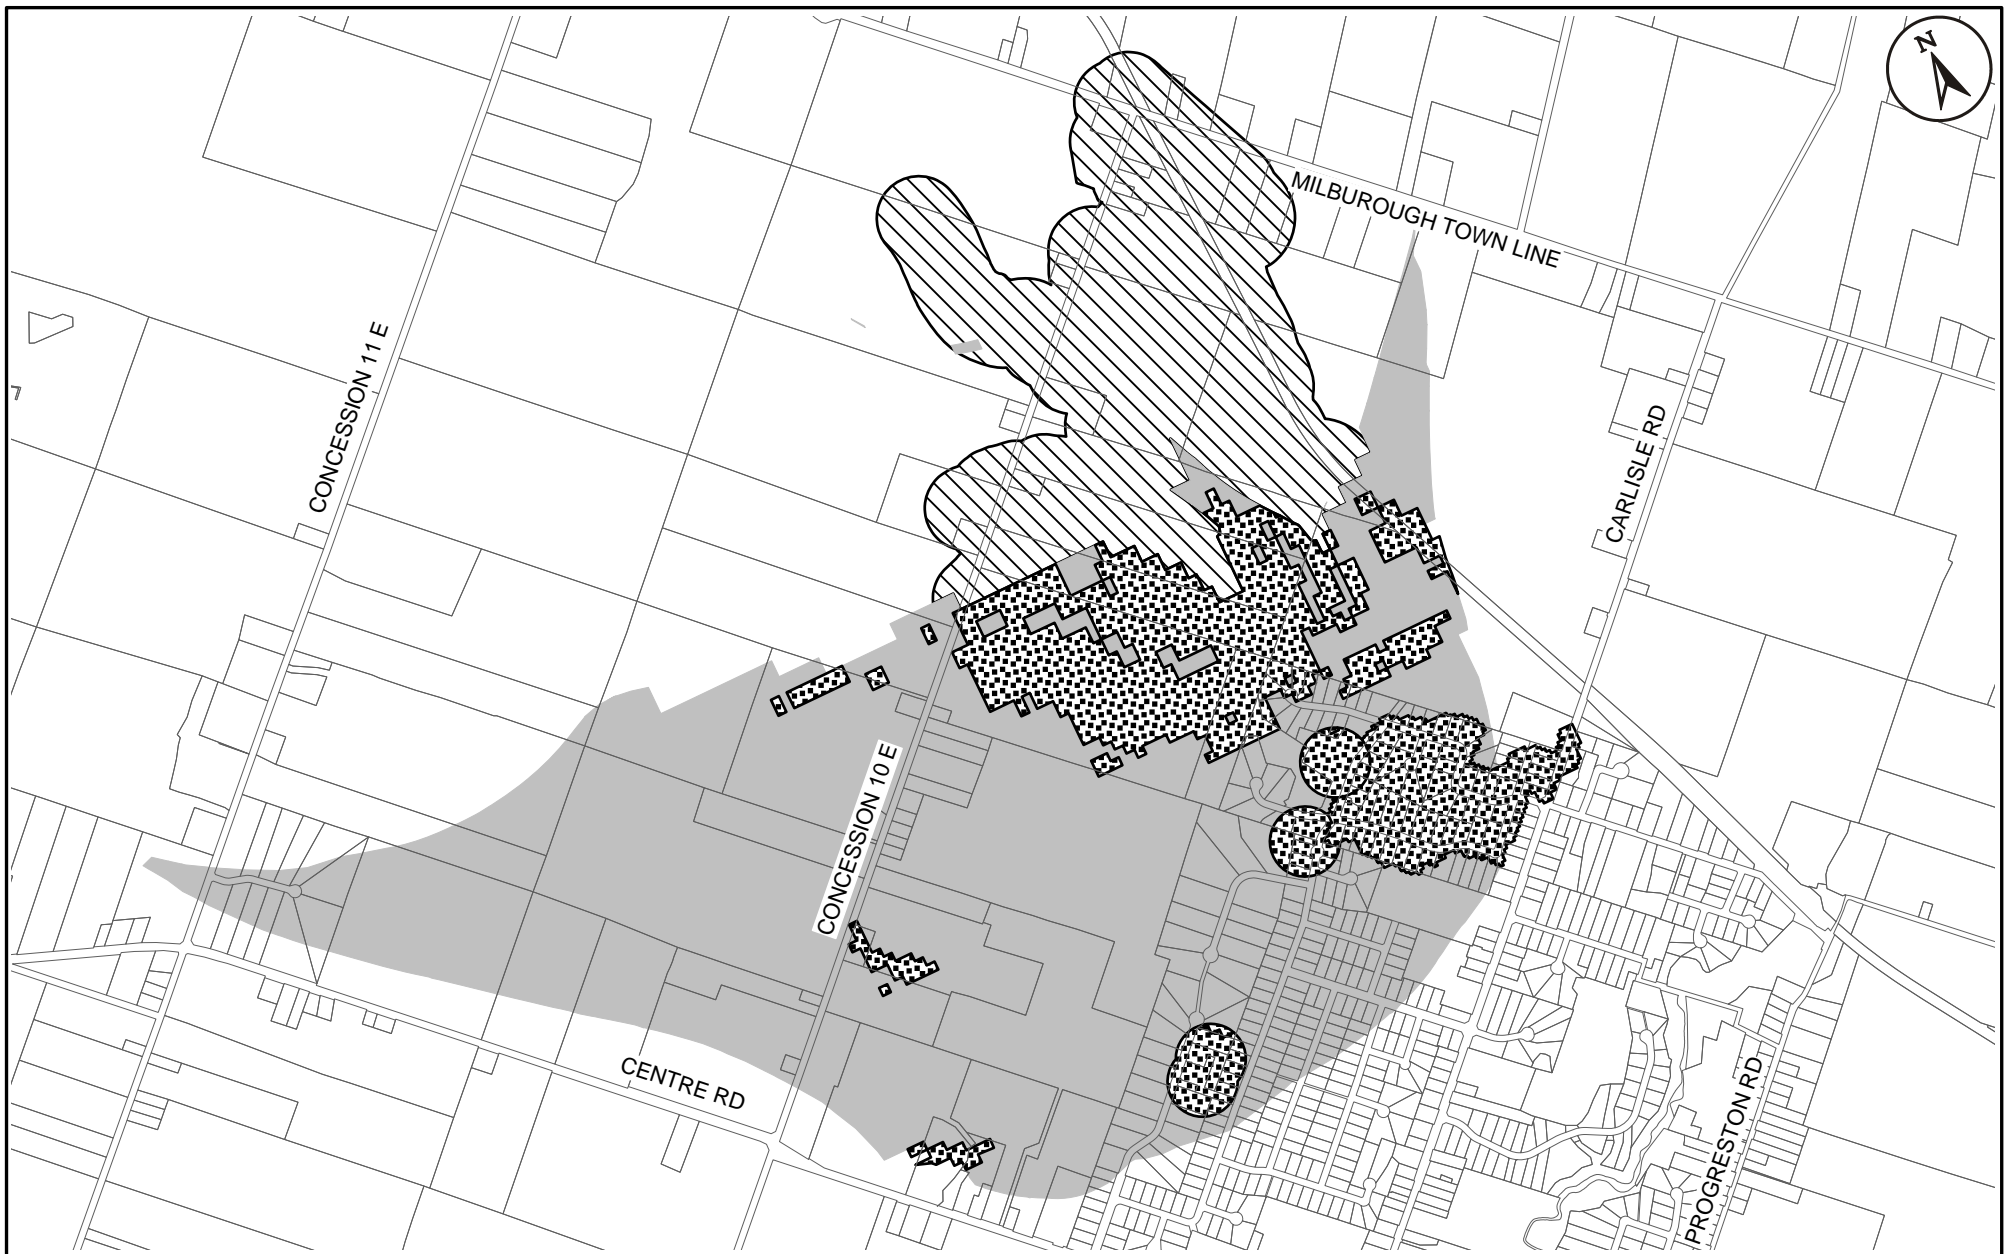 N
MILBUROUGH TOWN LINE
CONCESSION 11 E
CARLISLE RD
CONCESSION 10 E
CENTRE RD
PROGRESTON RD